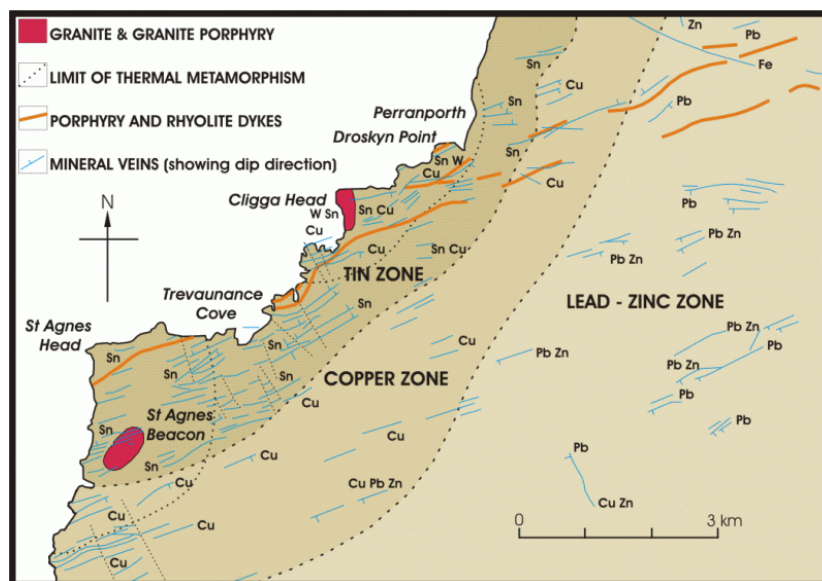 GRANITE & GRANITE PORPHYRY
LIMIT OF THERMAL METAMORPHISM
PORPHYRY AND RHYOLITE DYKES
MINERAL VEINS (showing dip direction)
N
Zn
Pb
Fe
Sn
Cu
Pb
Perranporth
Sn
Droskyn Point
Sn
Sn W
Cu
Cu
Cliggga Head
W Sn
Sn Cu
Cu
Cu
Sn Cu
Pb
Pb Zn
Pb Zn
TIN ZONE
Trevaunance
Cove
Sn
LEAD - ZINC ZONE
St Agnes
Head
Sn
Cu
Pb Zn
Pb Zn
Pb
Sn
COPPER ZONE
Pb Zn
Cu
Pb
St Agnes
Beacon
Sn
Sn
Cu
Pb
Cu
Cu
Pb
Cu
Cu Pb Zn
Cu Zn
Cu
Cu
Cu
0
3 km